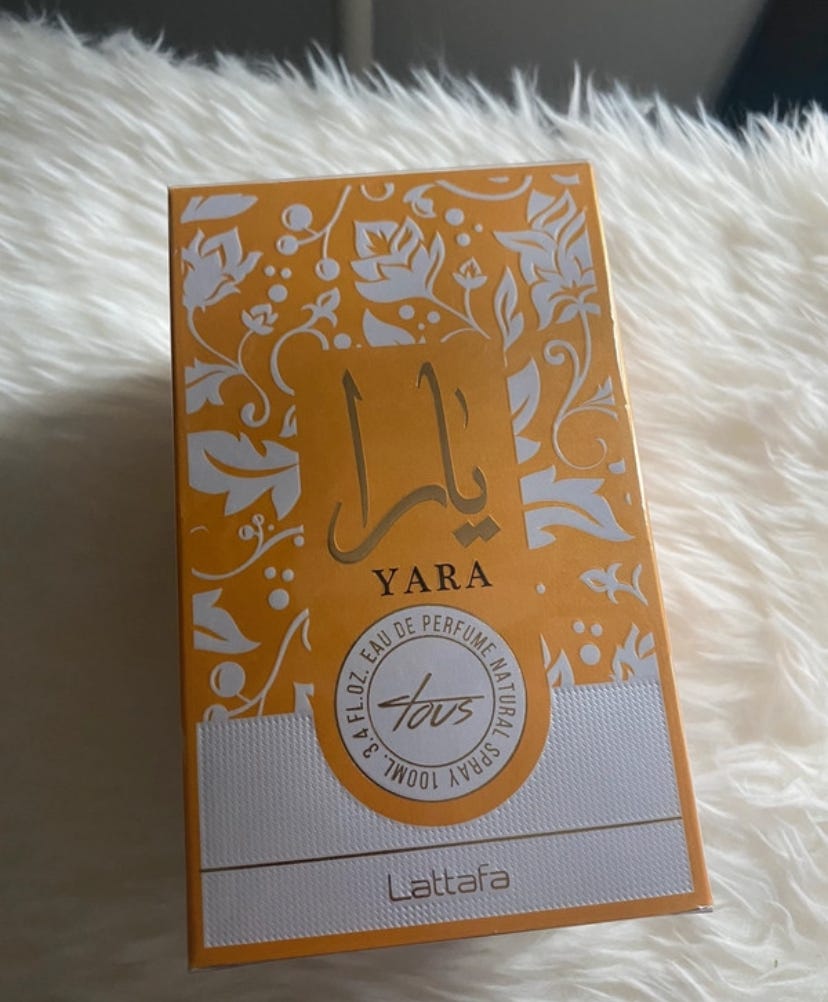 يارا
YARA
EAU DE PERFUME NATURAL SPRAY 100ML. 3.4 FL.OZ.
tous
Lattafa